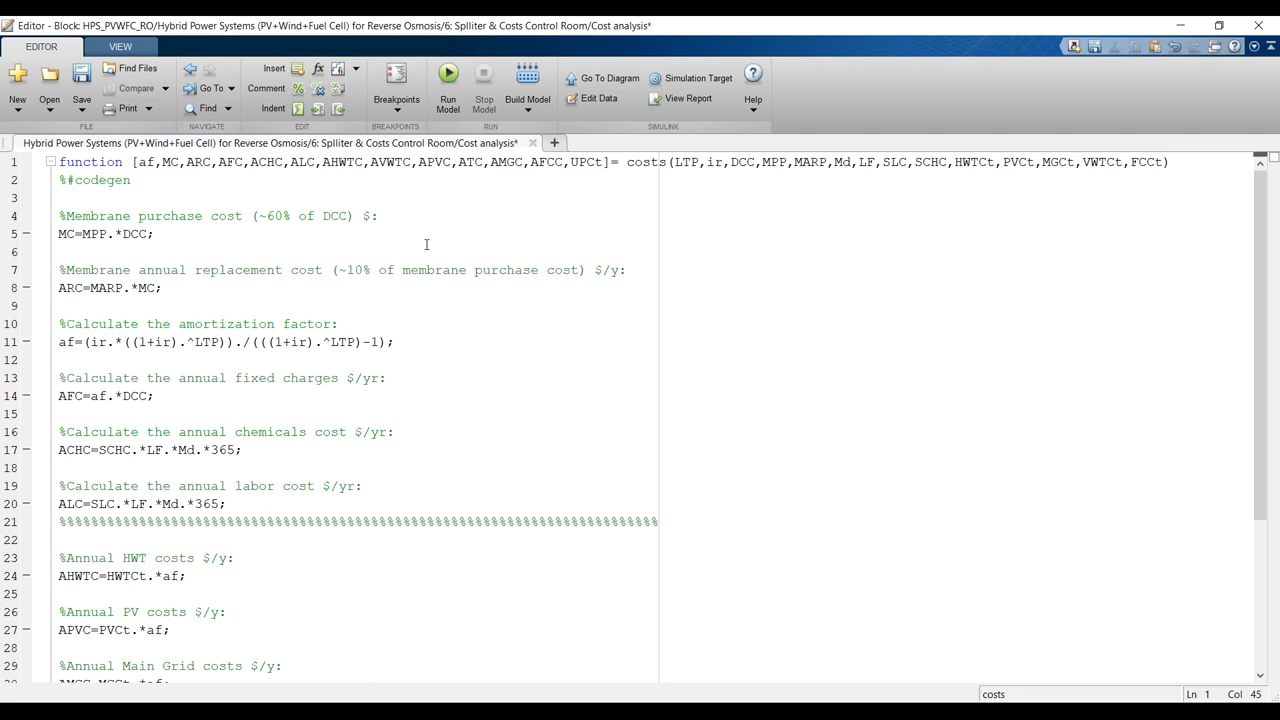 Editor - Block: HPS_PVWFC_RO/Hybrid Power Systems (PV+Wind+Fuel Cell) for Reverse Osmosis/6: Splliter & Costs Control Room/Cost analysis*
EDITOR VIEW
Find Files Insert fx Go To Diagram Simulation Target
Compare Go To Comment Edit Data View Report
New Open Save Print Find Indent Breakpoints Run Model Stop Model Build Model Help
FILE NAVIGATE EDIT BREAKPOINTS RUN SIMULINK
Hybrid Power Systems (PV+Wind+Fuel Cell) for Reverse Osmosis/6: Splliter & Costs Control Room/Cost analysis*
1 function [af,MC,ARC,AFC,ACHC,ALC,AHWTC,AVWTC,APVC,ATC,AMGC,AFCC,UPCt]= costs(LTP,ir,DCC,MPP,MARP,Md,LF,SLC,SCHC,HWTCt,PVCt,MGCt,VWTCt,FCCt)
2 %#codegen
3
4 %Membrane purchase cost (~60% of DCC) $:
5 MC=MPP.*DCC;
6
7 %Membrane annual replacement cost (~10% of membrane purchase cost) $/y:
8 ARC=MARP.*MC;
9
10 %Calculate the amortization factor:
11 af=(ir.*((1+ir).^LTP))./(((1+ir).^LTP)-1);
12
13 %Calculate the annual fixed charges $/yr:
14 AFC=af.*DCC;
15
16 %Calculate the annual chemicals cost $/yr:
17 ACHC=SCHC.*LF.*Md.*365;
18
19 %Calculate the annual labor cost $/yr:
20 ALC=SLC.*LF.*Md.*365;
21 %%%%%%%%%%%%%%%%%%%%%%%%%%%%%%%%%%%%%%%%%%%%%%%%%%%%%%%%%%%%%%%%%%%%%%%%%%%
22
23 %Annual HWT costs $/y:
24 AHWTC=HWTCt.*af;
25
26 %Annual PV costs $/y:
27 APVC=PVCt.*af;
28
29 %Annual Main Grid costs $/y:
30 AMGC=MGCt.*af;
costs Ln 1 Col 45